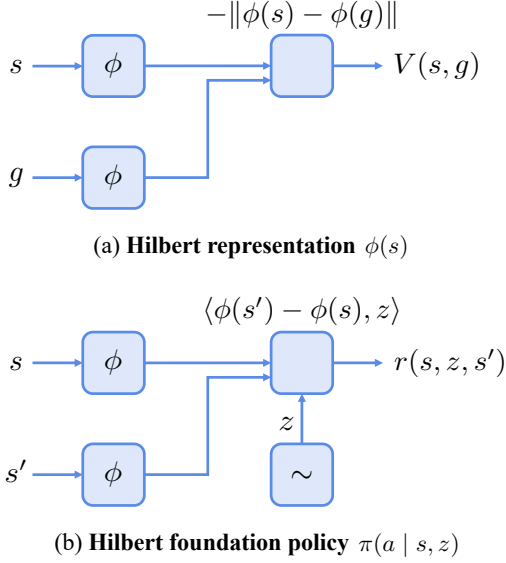 −‖ϕ(s) − ϕ(g)‖
s ϕ V(s, g)
g ϕ
(a) Hilbert representation ϕ(s)
⟨ϕ(s′) − ϕ(s), z⟩
s ϕ r(s, z, s′)
z
s′ ϕ ∼
(b) Hilbert foundation policy π(a | s, z)